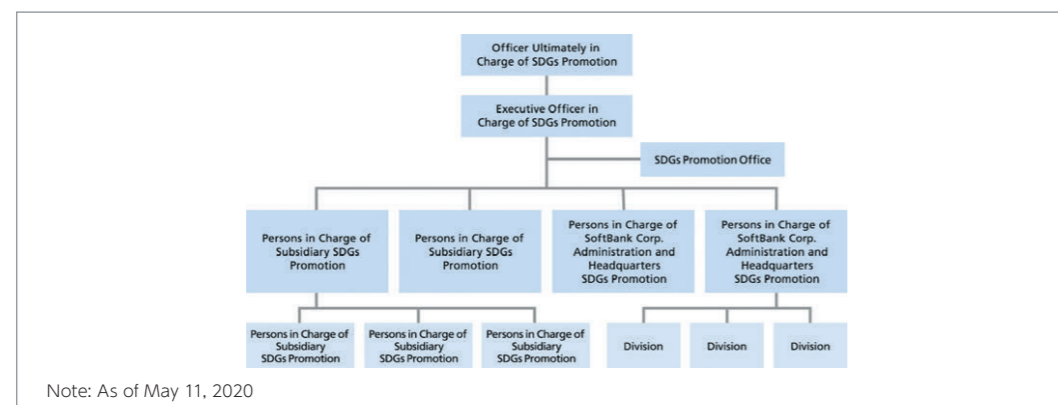 Officer Ultimately in
Charge of SDGs Promotion
Executive Officer in
Charge of SDGs Promotion
SDGs Promotion Office
Persons in Charge of
Subsidiary SDGs
Promotion
Persons in Charge of
Subsidiary SDGs
Promotion
Persons in Charge of
SoftBank Corp.
Administration and
Headquarters
SDGs Promotion
Persons in Charge of
SoftBank Corp.
Administration and
Headquarters
SDGs Promotion
Persons in Charge of
Subsidiary
SDGs Promotion
Persons in Charge of
Subsidiary
SDGs Promotion
Persons in Charge of
Subsidiary
SDGs Promotion
Division
Division
Division
Note: As of May 11, 2020